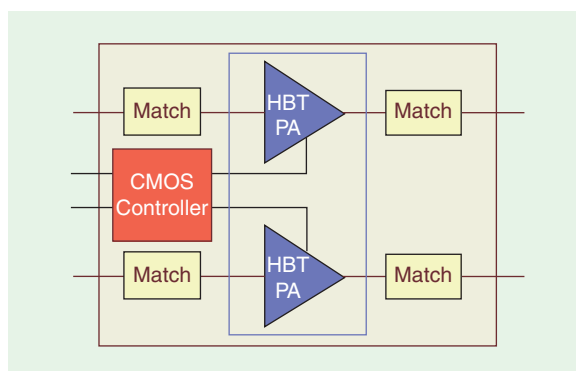 Match
HBT
PA
Match
CMOS
Controller
Match
HBT
PA
Match